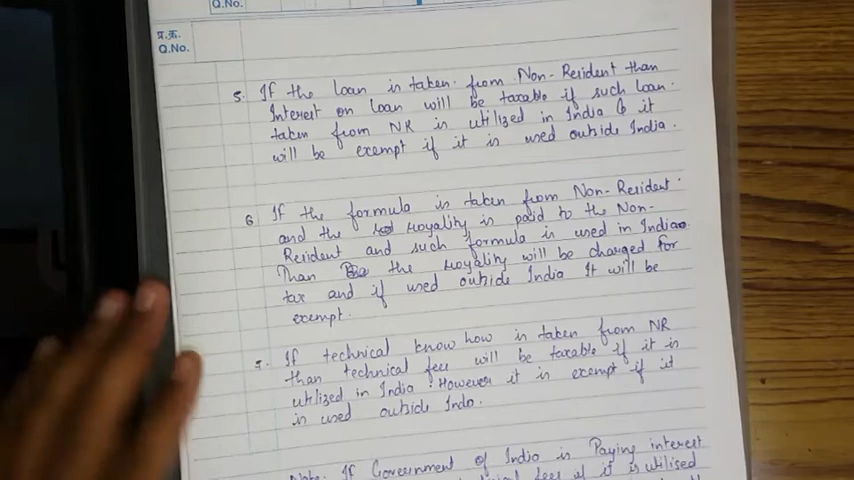 Q.No.
प्र.क्र.
Q.No.
5. If the loan is taken from Non-Resident than
Interest on loan will be taxable if such loan
taken from NR is utilized in India & it
will be exempt if it is used outside India.
6 If the formula is taken from Non-Resident
and the royality is paid to the Non-
Resident and such formula is used in India
Than the royality will be charged for
tax and if used outside India It will be
exempt.
7. If technical know how is taken from NR
than technical fee will be taxable if it is
utilized in India. However it is exempt if it
is used outside Indo.
Note. If Government of India is Paying interest
fees if it is utilised